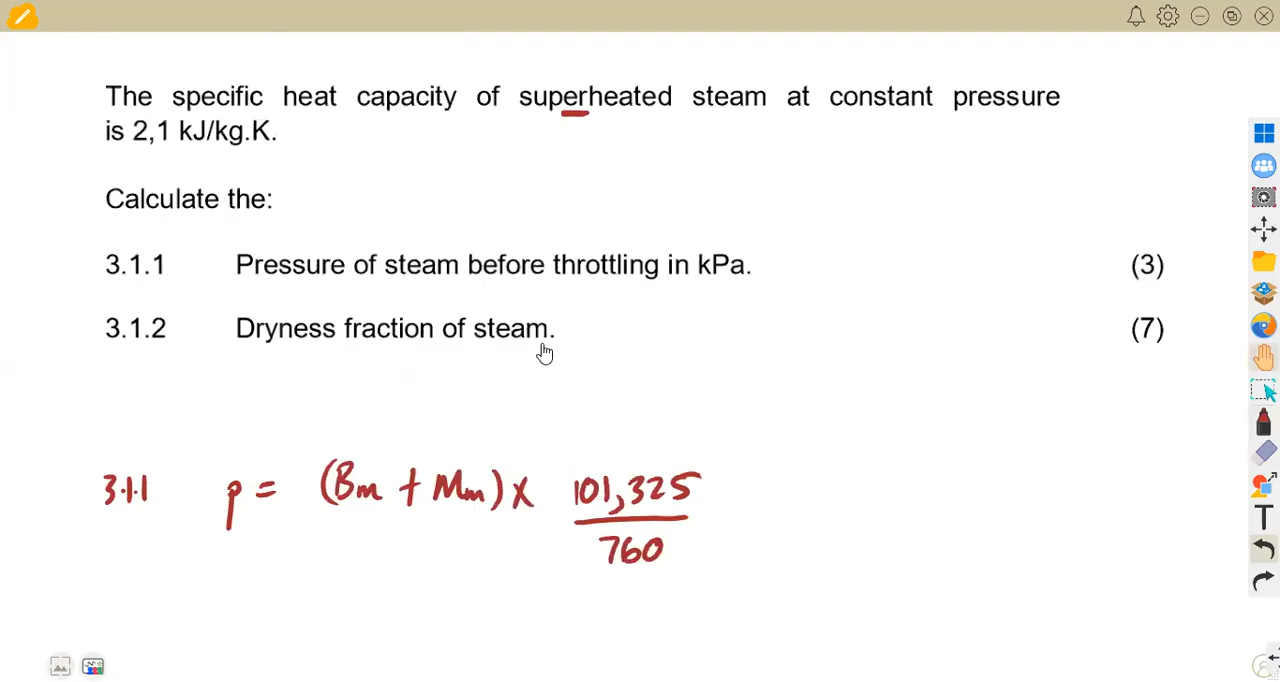 The specific heat capacity of superheated steam at constant pressure
is 2,1 kJ/kg.K.
Calculate the:
3.1.1 Pressure of steam before throttling in kPa. (3)
3.1.2 Dryness fraction of steam. (7)
3.1.1 p = (Bm + Mm) x 101,325
760
T